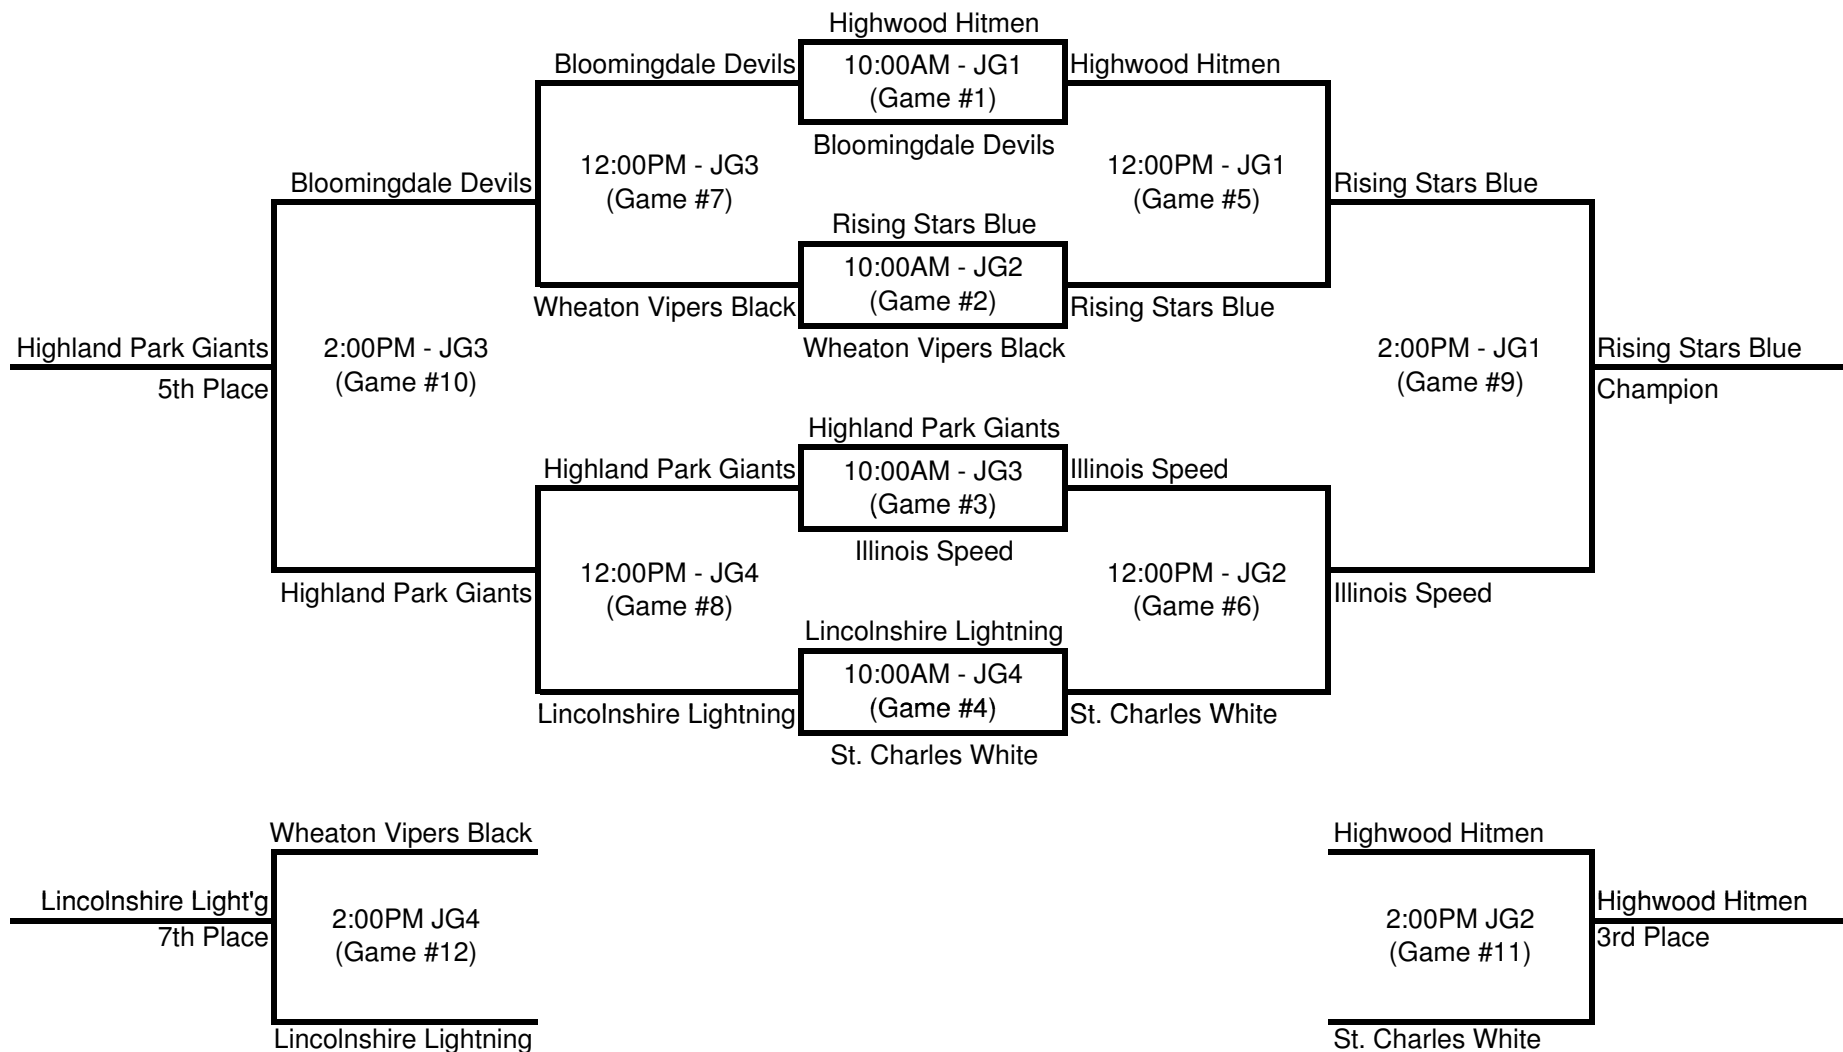 Highwood Hitmen
Bloomingdale Devils
10:00AM - JG1
Highwood Hitmen
(Game #1)
Bloomingdale Devils
12:00PM - JG3
12:00PM - JG1
Bloomingdale Devils
Rising Stars Blue
(Game #7)
(Game #5)
Rising Stars Blue
10:00AM - JG2
Wheaton Vipers Black
(Game #2)
Rising Stars Blue
Highland Park Giants
2:00PM - JG3
Wheaton Vipers Black
2:00PM - JG1
Rising Stars Blue
5th Place
(Game #10)
(Game #9)
Champion
Highland Park Giants
Highland Park Giants
10:00AM - JG3
Illinois Speed
(Game #3)
Illinois Speed
12:00PM - JG4
12:00PM - JG2
Highland Park Giants
Illinois Speed
(Game #8)
(Game #6)
Lincolnshire Lightning
10:00AM - JG4
Lincolnshire Lightning
(Game #4)
St. Charles White
St. Charles White
Wheaton Vipers Black
Highwood Hitmen
Lincolnshire Light'g
2:00PM JG4
2:00PM JG2
Highwood Hitmen
7th Place
(Game #12)
(Game #11)
3rd Place
Lincolnshire Lightning
St. Charles White